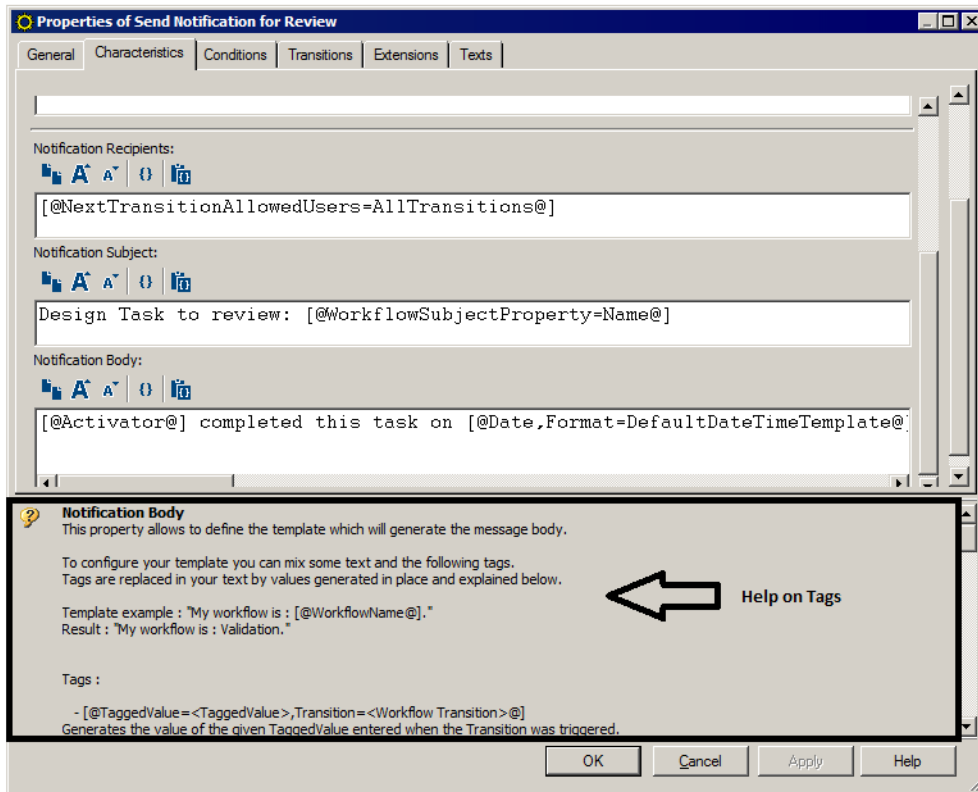 Properties of Send Notification for Review
General Characteristics Conditions Transitions Extensions Texts
Notification Recipients:
[@NextTransitionAllowedUsers=AllTransitions@]
Notification Subject:
Design Task to review: [@WorkflowSubjectProperty=Name@]
Notification Body:
[@Activator@] completed this task on [@Date,Format=DefaultDateTimeTemplate@]
Notification Body
This property allows to define the template which will generate the message body.
To configure your template you can mix some text and the following tags.
Tags are replaced in your text by values generated in place and explained below.
Help on Tags
Template example : "My workflow is : [@WorkflowName@]."
Result : "My workflow is : Validation."
Tags :
- [@TaggedValue=<TaggedValue>,Transition=<Workflow Transition>@]
Generates the value of the given TaggedValue entered when the Transition was triggered.
OK Cancel Apply Help